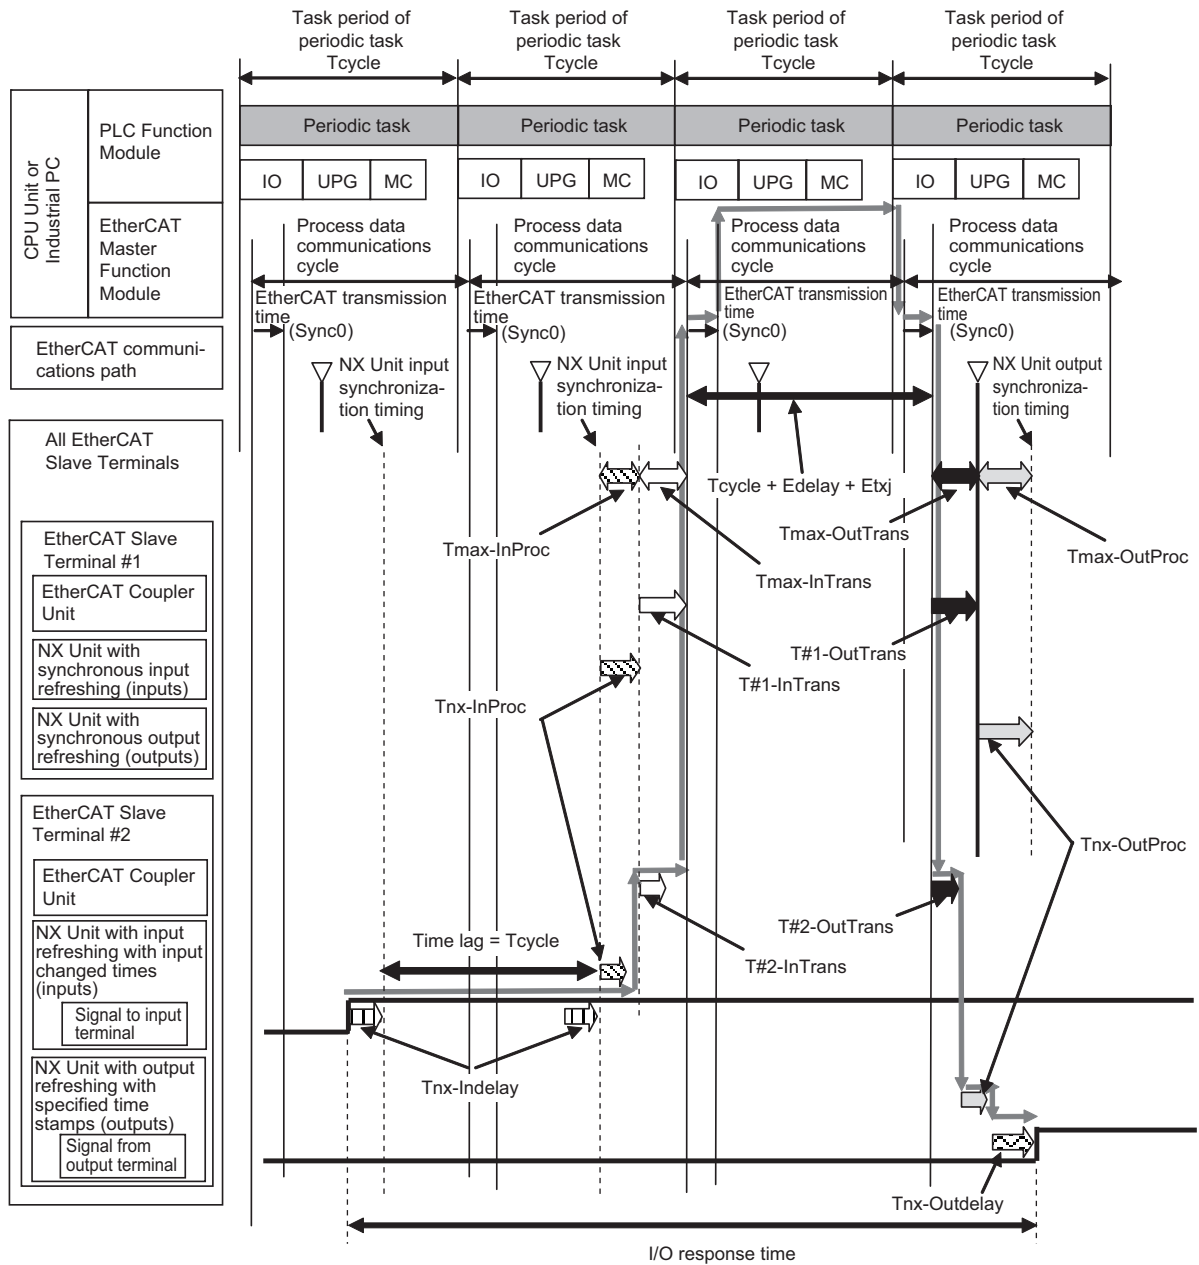 Task period of
periodic task
Tcycle
Task period of
periodic task
Tcycle
Task period of
periodic task
Tcycle
Task period of
periodic task
Tcycle
CPU Unit or
Industrial PC
PLC Function
Module
Periodic task
Periodic task
Periodic task
Periodic task
IO
UPG
MC
IO
UPG
MC
IO
UPG
MC
IO
UPG
MC
EtherCAT
Master
Function
Module
Process data
communications
cycle
Process data
communications
cycle
Process data
communications
cycle
Process data
communications
cycle
EtherCAT transmission
time
(Sync0)
EtherCAT transmission
time
(Sync0)
EtherCAT transmission
time
(Sync0)
EtherCAT transmission
time
(Sync0)
EtherCAT communi-
cations path
NX Unit input
synchroniza-
tion timing
NX Unit input
synchroniza-
tion timing
NX Unit output
synchroniza-
tion timing
All EtherCAT
Slave Terminals
Tcycle + Edelay + Etxj
Tmax-InProc
Tmax-InTrans
Tmax-OutTrans
Tmax-OutProc
EtherCAT Slave
Terminal #1
EtherCAT Coupler
Unit
NX Unit with
synchronous input
refreshing (inputs)
NX Unit with
synchronous output
refreshing (outputs)
T#1-OutTrans
T#1-InTrans
Tnx-InProc
Tnx-OutProc
EtherCAT Slave
Terminal #2
EtherCAT Coupler
Unit
NX Unit with input
refreshing with input
changed times
(inputs)
Signal to input
terminal
NX Unit with output
refreshing with
specified time
stamps (outputs)
Signal from
output terminal
T#2-OutTrans
T#2-InTrans
Time lag = Tcycle
Tnx-Indelay
Tnx-Outdelay
I/O response time